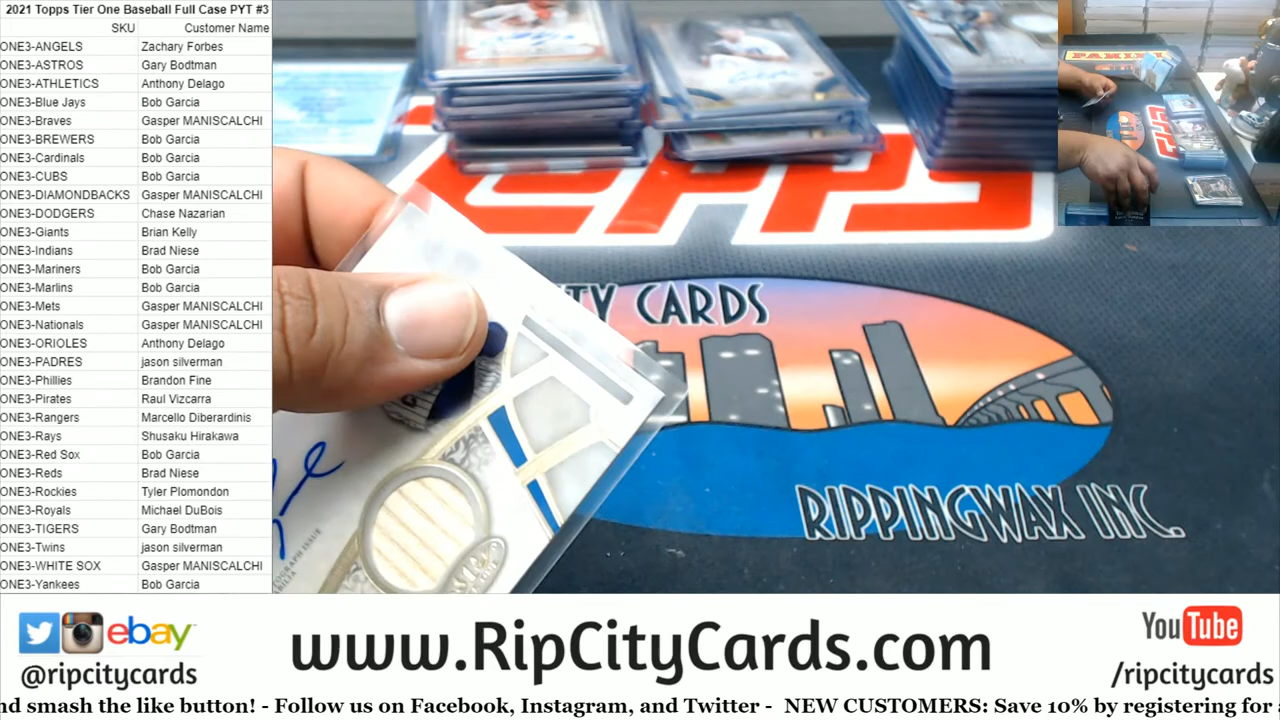 2021 Topps Tier One Baseball Full Case PYT #3
SKU Customer Name
ONE3-ANGELS Zachary Forbes
ONE3-ASTROS Gary Bodtman
ONE3-ATHLETICS Anthony Delago
ONE3-Blue Jays Bob Garcia
ONE3-Braves Gasper MANISCALCHI
ONE3-BREWERS Bob Garcia
ONE3-Cardinals Bob Garcia
ONE3-CUBS Bob Garcia
ONE3-DIAMONDBACKS Gasper MANISCALCHI
ONE3-DODGERS Chase Nazarian
ONE3-Giants Brian Kelly
ONE3-Indians Brad Niese
ONE3-Mariners Bob Garcia
ONE3-Marlins Bob Garcia
ONE3-Mets Gasper MANISCALCHI
ONE3-Nationals Gasper MANISCALCHI
ONE3-ORIOLES Anthony Delago
ONE3-PADRES jason silverman
ONE3-Phillies Brandon Fine
ONE3-Pirates Raul Vizcarra
ONE3-Rangers Marcello Diberardinis
ONE3-Rays Shusaku Hirakawa
ONE3-Red Sox Bob Garcia
ONE3-Reds Brad Niese
ONE3-Rockies Tyler Plomondon
ONE3-Royals Michael DuBois
ONE3-TIGERS Gary Bodtman
ONE3-Twins jason silverman
ONE3-WHITE SOX Gasper MANISCALCHI
ONE3-Yankees Bob Garcia
TY CARDS
RIPPINGWAX INC.
OGRAPH ISSUE
ebay
@ripcitycards
www.RipCityCards.com
YouTube
/ripcitycards
nd smash the like button! - Follow us on Facebook, Instagram, and Twitter - NEW CUSTOMERS: Save 10% by registering for